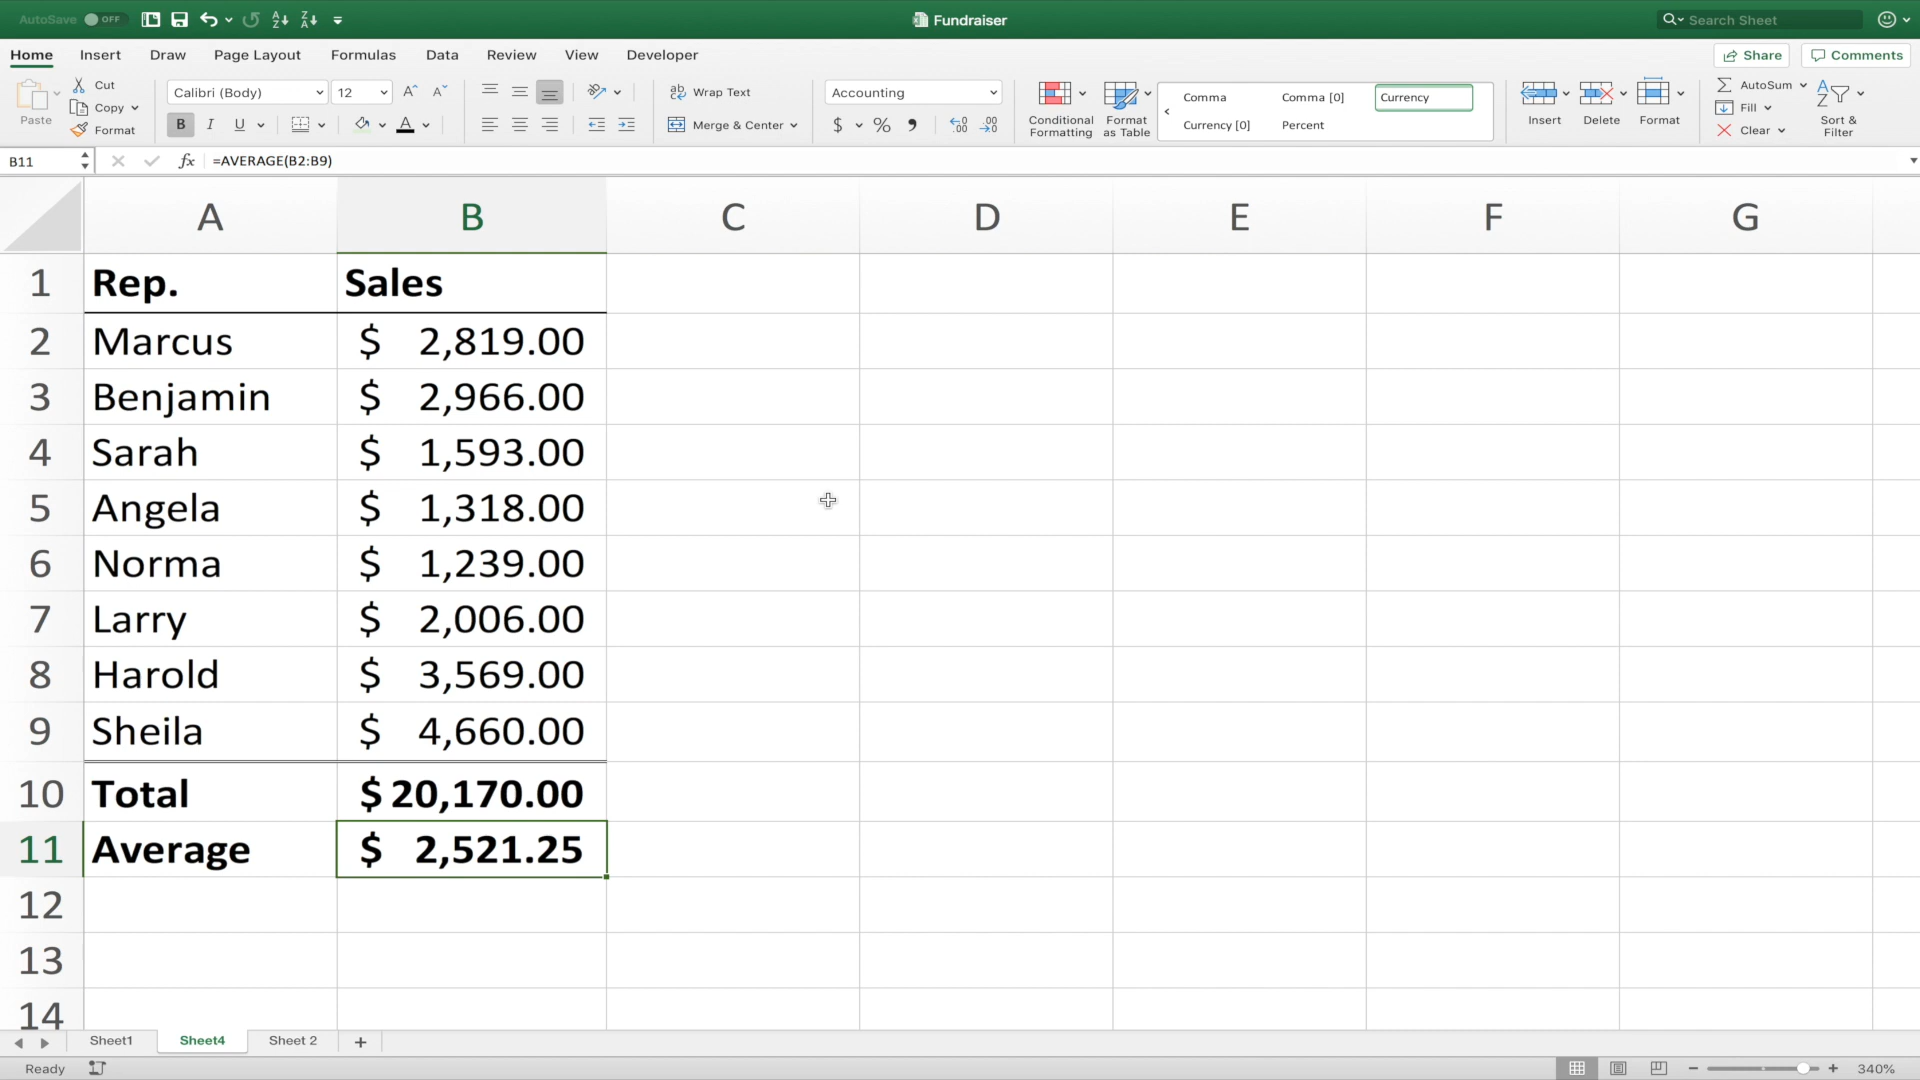 AutoSave OFF Fundraiser Search Sheet
Home Insert Draw Page Layout Formulas Data Review View Developer Share Comments
Paste Cut Copy Format
Calibri (Body) 12
B I U A
Wrap Text
Merge & Center
Accounting
$ %
Conditional Formatting
Format as Table
Comma Comma [0] Currency
Currency [0] Percent
Insert Delete Format
AutoSum
Fill
Clear
Sort & Filter
B11 fx =AVERAGE(B2:B9)
A B C D E F G
1 Rep. Sales
2 Marcus $ 2,819.00
3 Benjamin $ 2,966.00
4 Sarah $ 1,593.00
5 Angela $ 1,318.00
6 Norma $ 1,239.00
7 Larry $ 2,006.00
8 Harold $ 3,569.00
9 Sheila $ 4,660.00
10 Total $ 20,170.00
11 Average $ 2,521.25
12
13
14
Sheet1 Sheet4 Sheet 2 +
Ready 340%